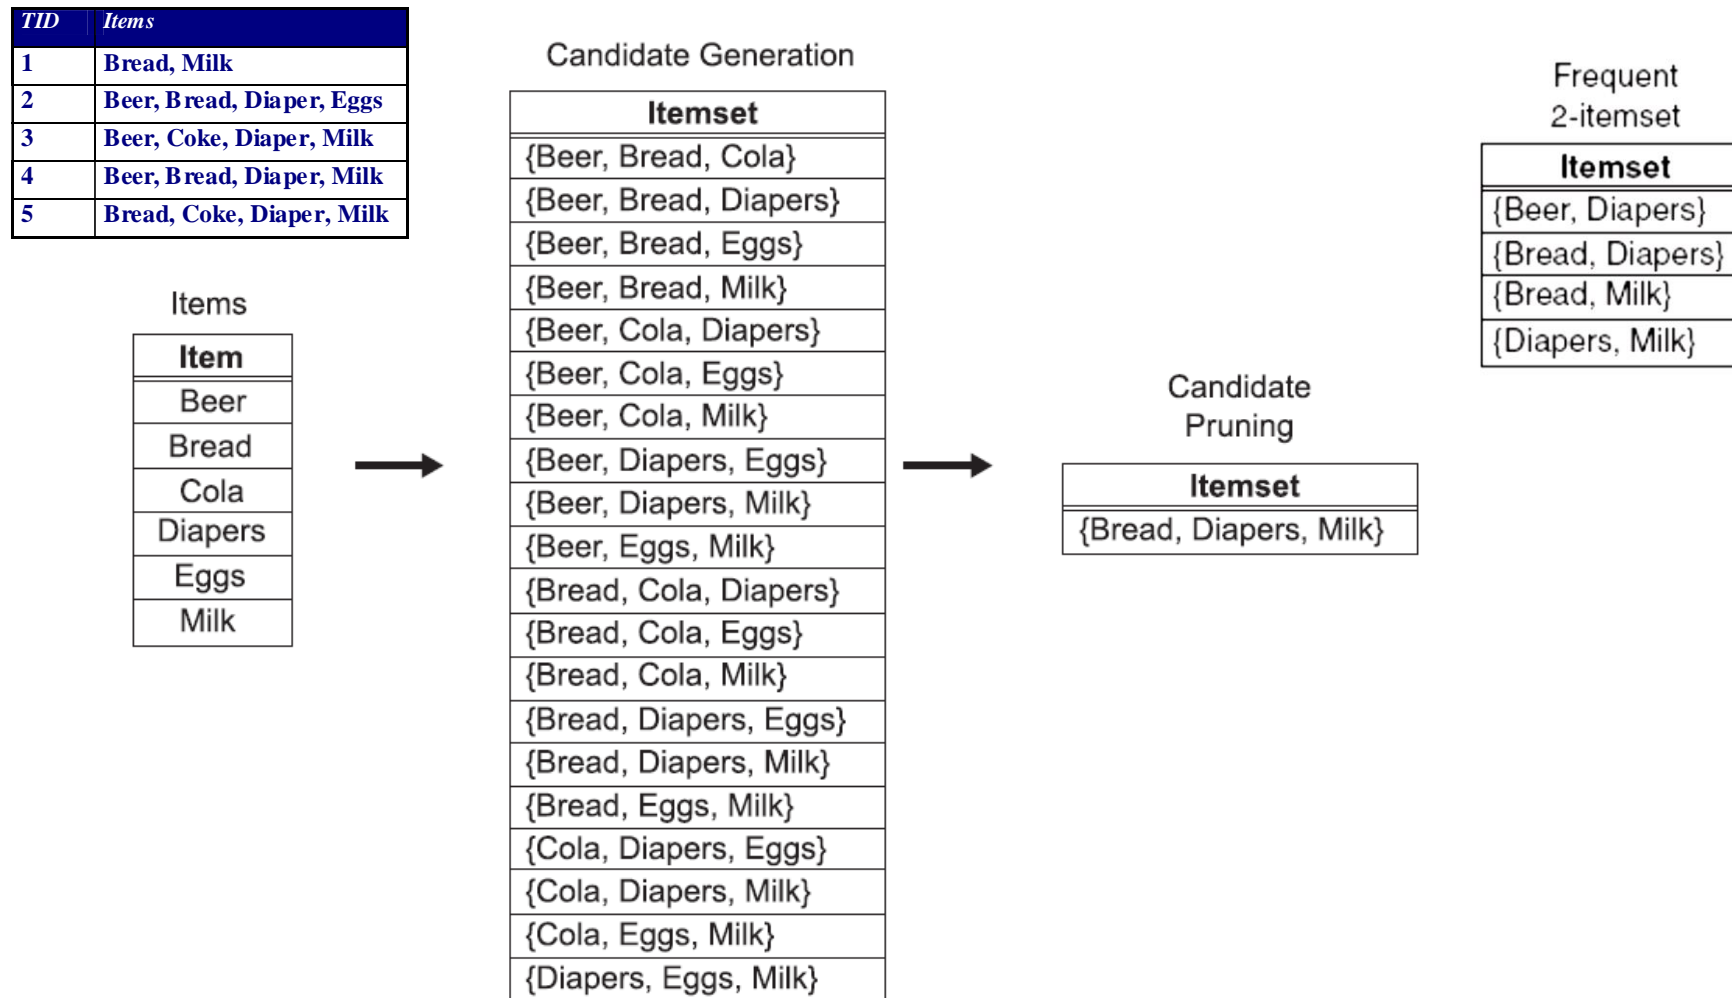 TID Items
1 Bread, Milk
2 Beer, Bread, Diaper, Eggs
3 Beer, Coke, Diaper, Milk
4 Beer, Bread, Diaper, Milk
5 Bread, Coke, Diaper, Milk
Items
Item
Beer
Bread
Cola
Diapers
Eggs
Milk
Candidate Generation
Itemset
{Beer, Bread, Cola}
{Beer, Bread, Diapers}
{Beer, Bread, Eggs}
{Beer, Bread, Milk}
{Beer, Cola, Diapers}
{Beer, Cola, Eggs}
{Beer, Cola, Milk}
{Beer, Diapers, Eggs}
{Beer, Diapers, Milk}
{Beer, Eggs, Milk}
{Bread, Cola, Diapers}
{Bread, Cola, Eggs}
{Bread, Cola, Milk}
{Bread, Diapers, Eggs}
{Bread, Diapers, Milk}
{Bread, Eggs, Milk}
{Cola, Diapers, Eggs}
{Cola, Diapers, Milk}
{Cola, Eggs, Milk}
{Diapers, Eggs, Milk}
Candidate
Pruning
Itemset
{Bread, Diapers, Milk}
Frequent
2-itemset
Itemset
{Beer, Diapers}
{Bread, Diapers}
{Bread, Milk}
{Diapers, Milk}